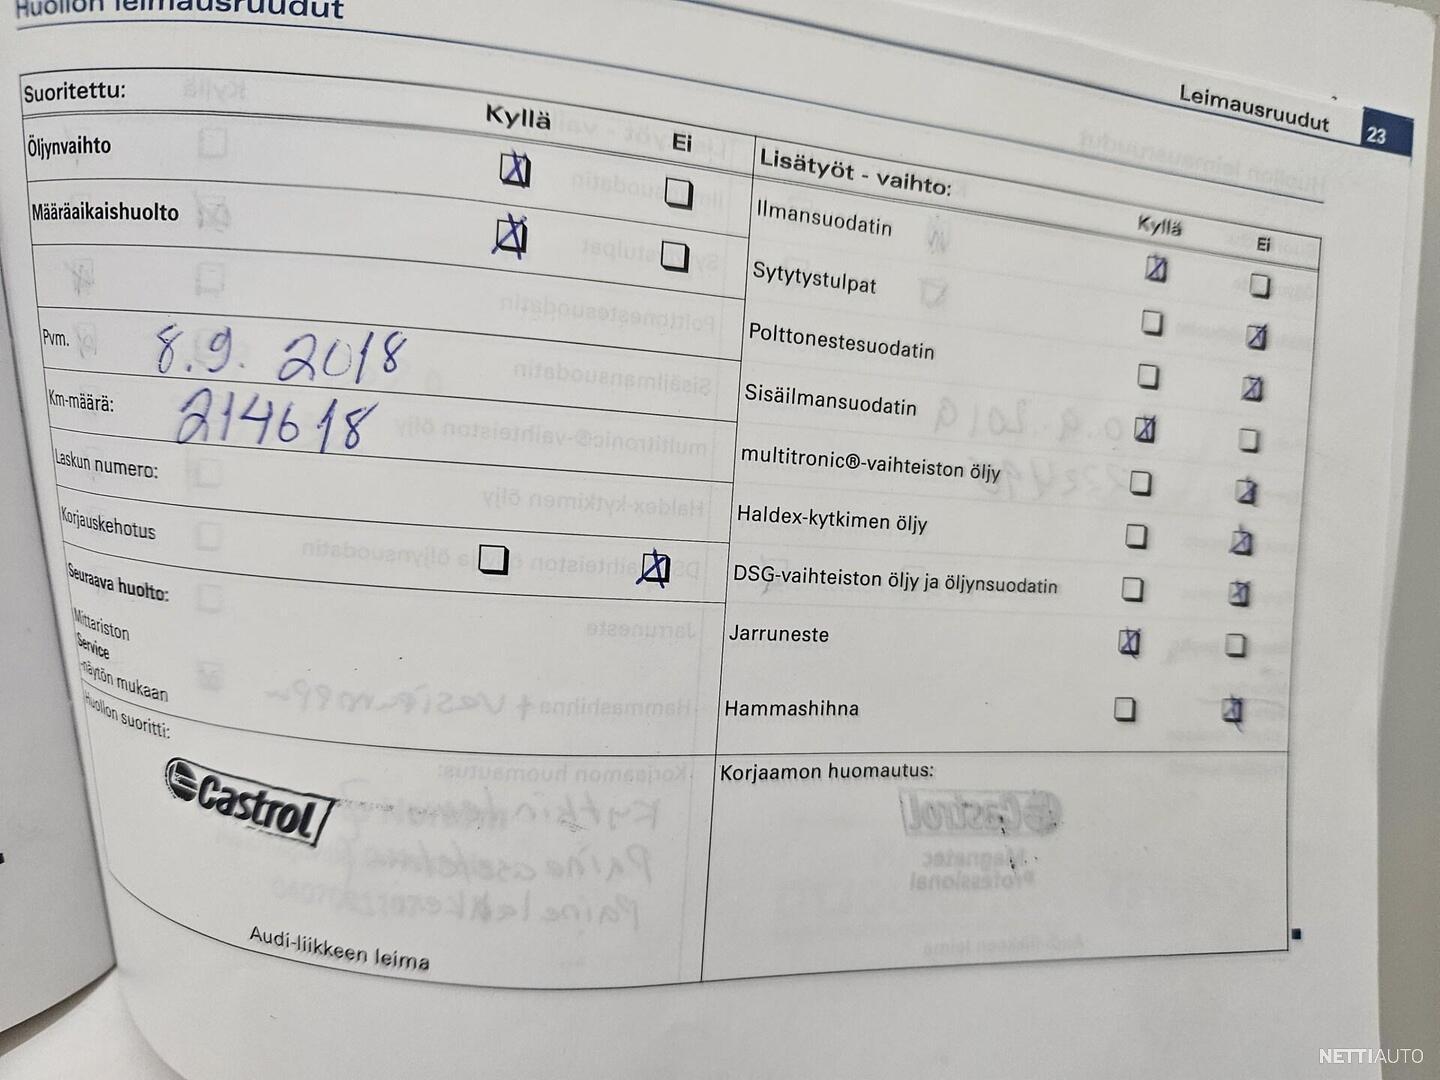 Huollon leimausruudut
Leimausruudut 23
Suoritettu: Kyllä Ei
Öljynvaihto
Määräaikaishuolto
Pvm. 8.9. 2018
Km-määrä: 214618
Laskun numero:
Korjauskehotus
Seuraava huolto:
Mittariston
Service
-näytön mukaan
Huollon suoritti:
Castrol
Audi-liikkeen leima
Lisätyöt - vaihto: Kyllä Ei
Ilmansuodatin
Sytytystulpat
Polttonestesuodatin
Sisäilmansuodatin
multitronic®-vaihteiston öljy
Haldex-kytkimen öljy
DSG-vaihteiston öljy ja öljynsuodatin
Jarruneste
Hammashihna
Korjaamon huomautus:
NETTIAUTO